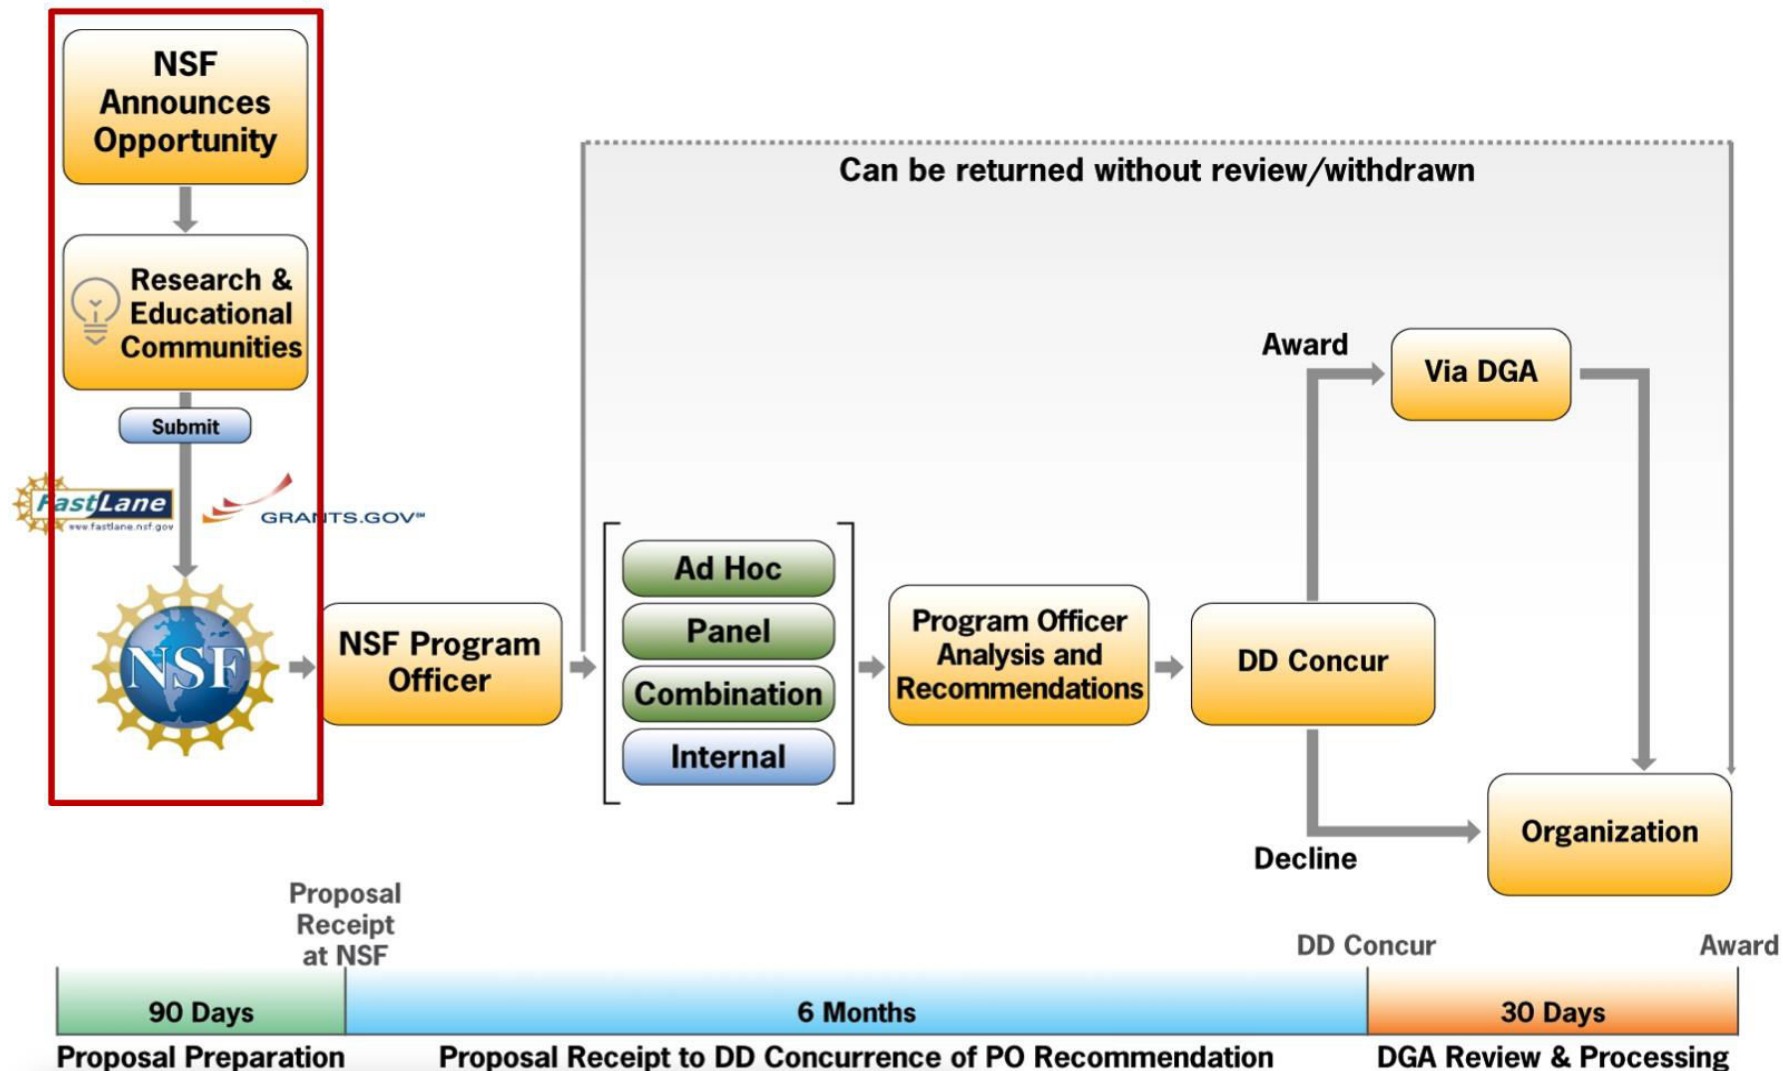 NSF
Announces
Opportunity
Research &
Educational
Communities
Submit
FastLane
www.fastlane.nsf.gov
GRANTS.GOV℠
NSF
NSF Program
Officer
Can be returned without review/withdrawn
Ad Hoc
Panel
Combination
Internal
Program Officer
Analysis and
Recommendations
DD Concur
Award
Via DGA
Decline
Organization
Proposal
Receipt
at NSF
DD Concur
Award
90 Days
6 Months
30 Days
Proposal Preparation
Proposal Receipt to DD Concurrence of PO Recommendation
DGA Review & Processing